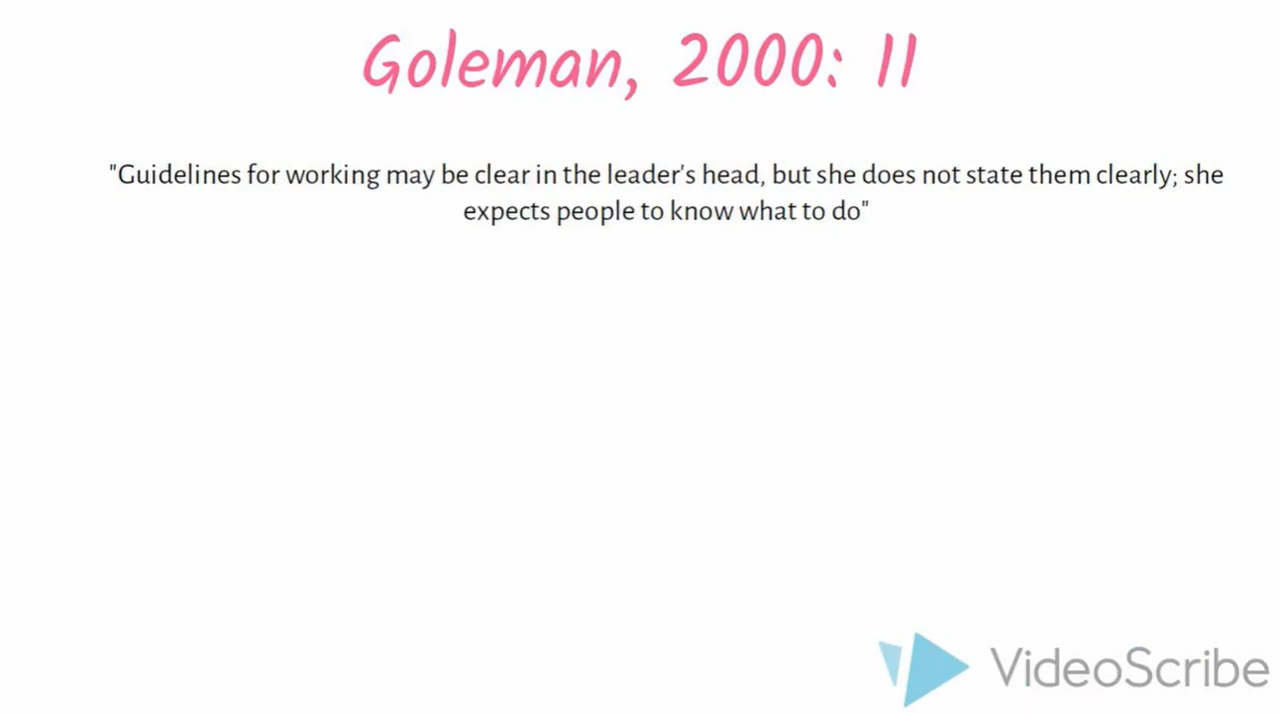 Goleman, 2000: 11
"Guidelines for working may be clear in the leader's head, but she does not state them clearly; she
expects people to know what to do"
VideoScribe